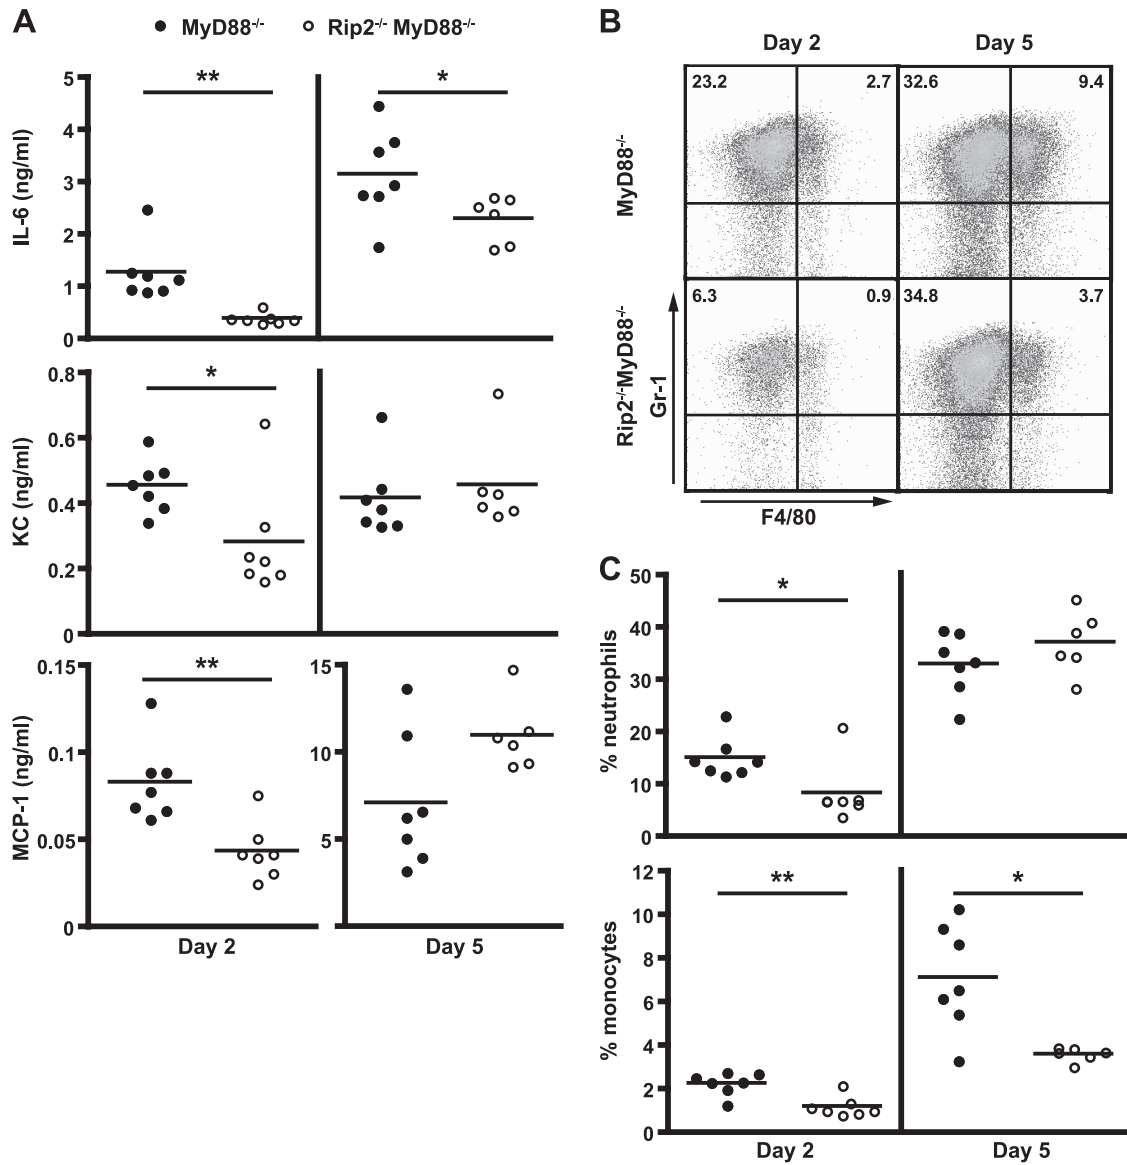 A
● MyD88-/- ○ Rip2-/- MyD88-/-
** *
5
4
3
2
1
0
IL-6 (ng/ml)
*
0.8
0.6
0.4
0.2
0
KC (ng/ml)
**
0.15
0.10
0.05
0
MCP-1 (ng/ml)
15
10
5
Day 2 Day 5
B
Day 2 Day 5
23.2 2.7 32.6 9.4
MyD88-/-
6.3 0.9 34.8 3.7
Rip2-/-MyD88-/-
Gr-1
F4/80
C
*
50
40
30
20
10
0
% neutrophils
** *
12
10
8
6
4
2
0
% monocytes
Day 2 Day 5